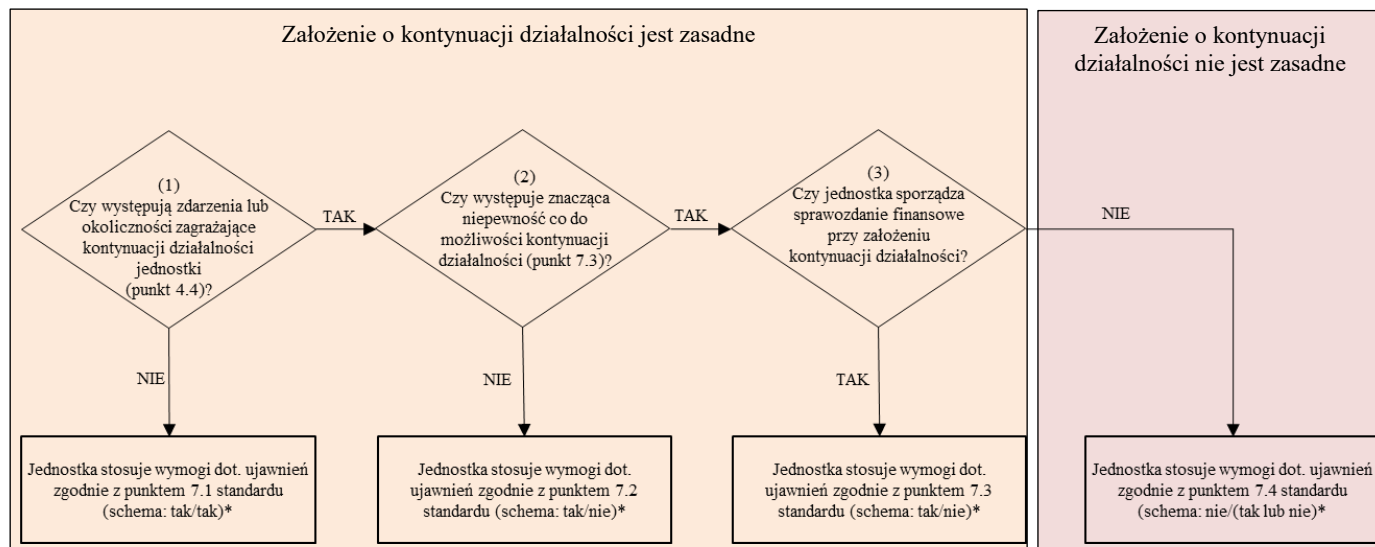 Założenie o kontynuacji działalności jest zasadne
Założenie o kontynuacji
działalności nie jest zasadne
(1)
Czy występują zdarzenia lub
okoliczności zagrażające
kontynuacji działalności
jednostki
(punkt 4.4)?
TAK
(2)
Czy występuje znacząca
niepewność co do
możliwości kontynuacji
działalności (punkt 7.3)?
TAK
(3)
Czy jednostka sporządza
sprawozdanie finansowe
przy założeniu
kontynuacji działalności?
NIE
NIE
NIE
TAK
Jednostka stosuje wymogi dot. ujawnień
zgodnie z punktem 7.1 standardu
(schema: tak/tak)*
Jednostka stosuje wymogi dot.
ujawnień zgodnie z punktem 7.2
standardu (schema: tak/nie)*
Jednostka stosuje wymogi dot.
ujawnień zgodnie z punktem 7.3
standardu (schema: tak/nie)*
Jednostka stosuje wymogi dot. ujawnień
zgodnie z punktem 7.4 standardu
(schema: nie/(tak lub nie)*